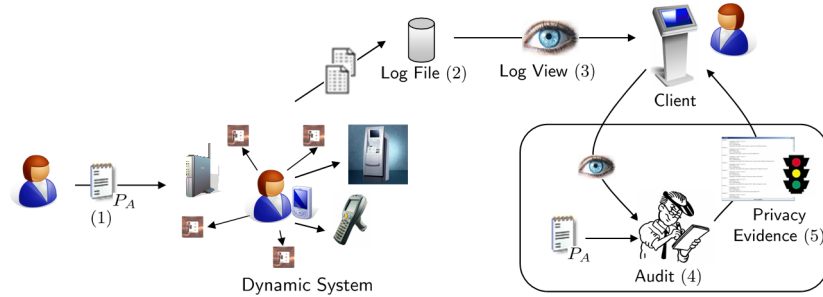 Log File (2)
Log View (3)
Client
P_A
(1)
Dynamic System
P_A
Audit (4)
Privacy
Evidence (5)